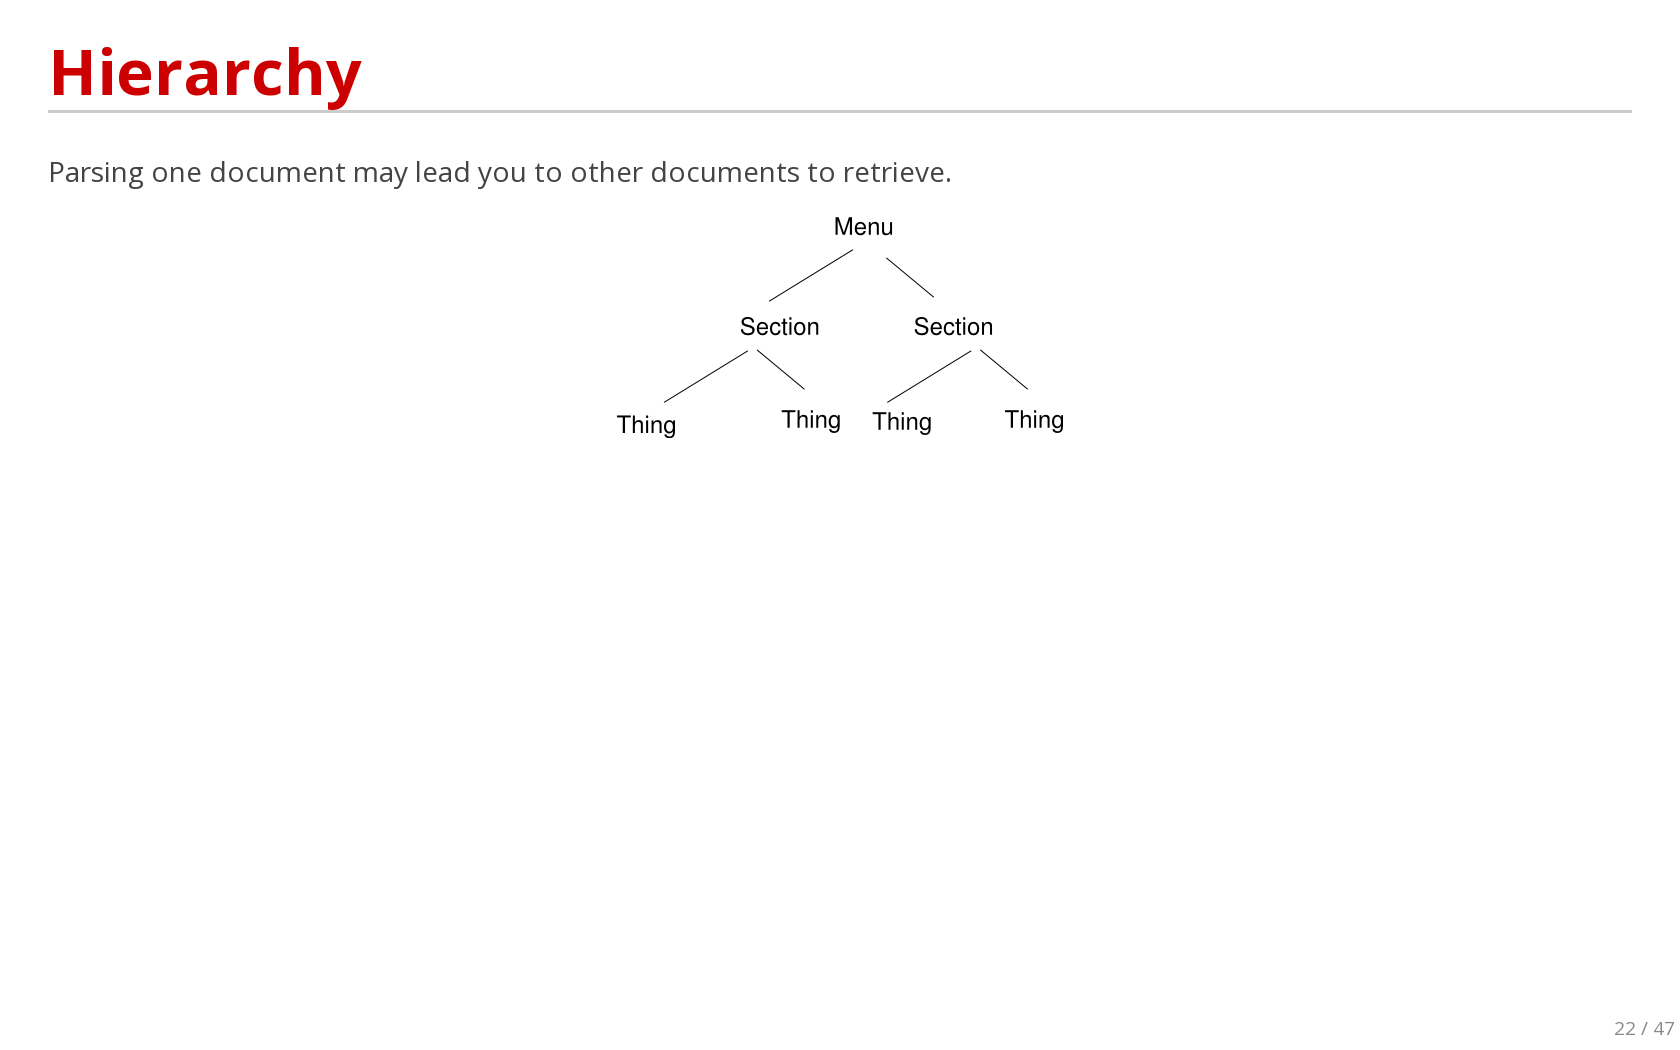 Hierarchy
Parsing one document may lead you to other documents to retrieve.
Menu
Section Section
Thing Thing Thing Thing
22 / 47